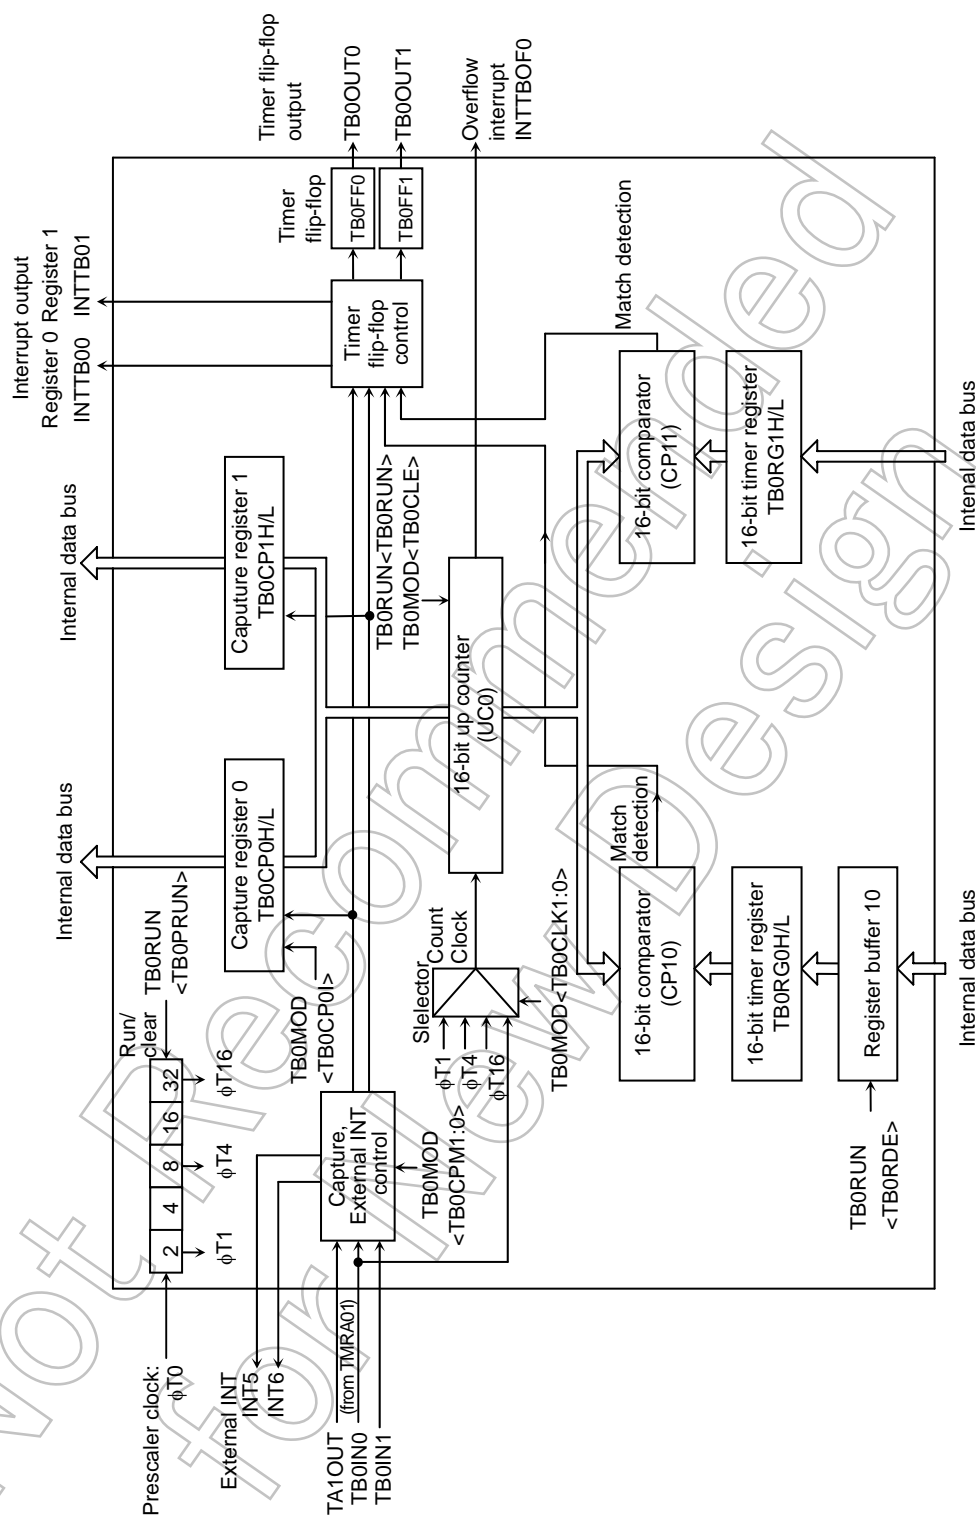 Prescaler clock:
ϕT0
2
4
8
16
32
Run/
clear
TB0RUN
<TB0PRUN>
ϕT1
ϕT4
ϕT16
Internal data bus
Internal data bus
Interrupt output
Register 0 Register 1
INTTB00 INTTB01
External INT
INT5
INT6
TA1OUT
(from TMRA01)
TB0IN0
TB0IN1
Capture,
External INT
control
TB0MOD
<TB0CPM1:0>
TB0MOD
<TB0CP0I>
Capture register 0
TB0CP0H/L
Caputure register 1
TB0CP1H/L
TB0RUN<TB0RUN>
TB0MOD<TB0CLE>
Timer
flip-flop
control
Timer
flip-flop
TB0FF0
TB0FF1
Timer flip-flop
output
TB0OUT0
TB0OUT1
Slelector
ϕT1
ϕT4
ϕT16
Count
Clock
TB0MOD<TB0CLK1:0>
16-bit up counter
(UC0)
Overflow
interrupt
INTTBOF0
Match
detection
Match detection
16-bit comparator
(CP10)
16-bit comparator
(CP11)
16-bit timer register
TB0RG0H/L
16-bit timer register
TB0RG1H/L
Register buffer 10
TB0RUN
<TB0RDE>
Internal data bus
Intenal data bus
Not Recommended
for New Design